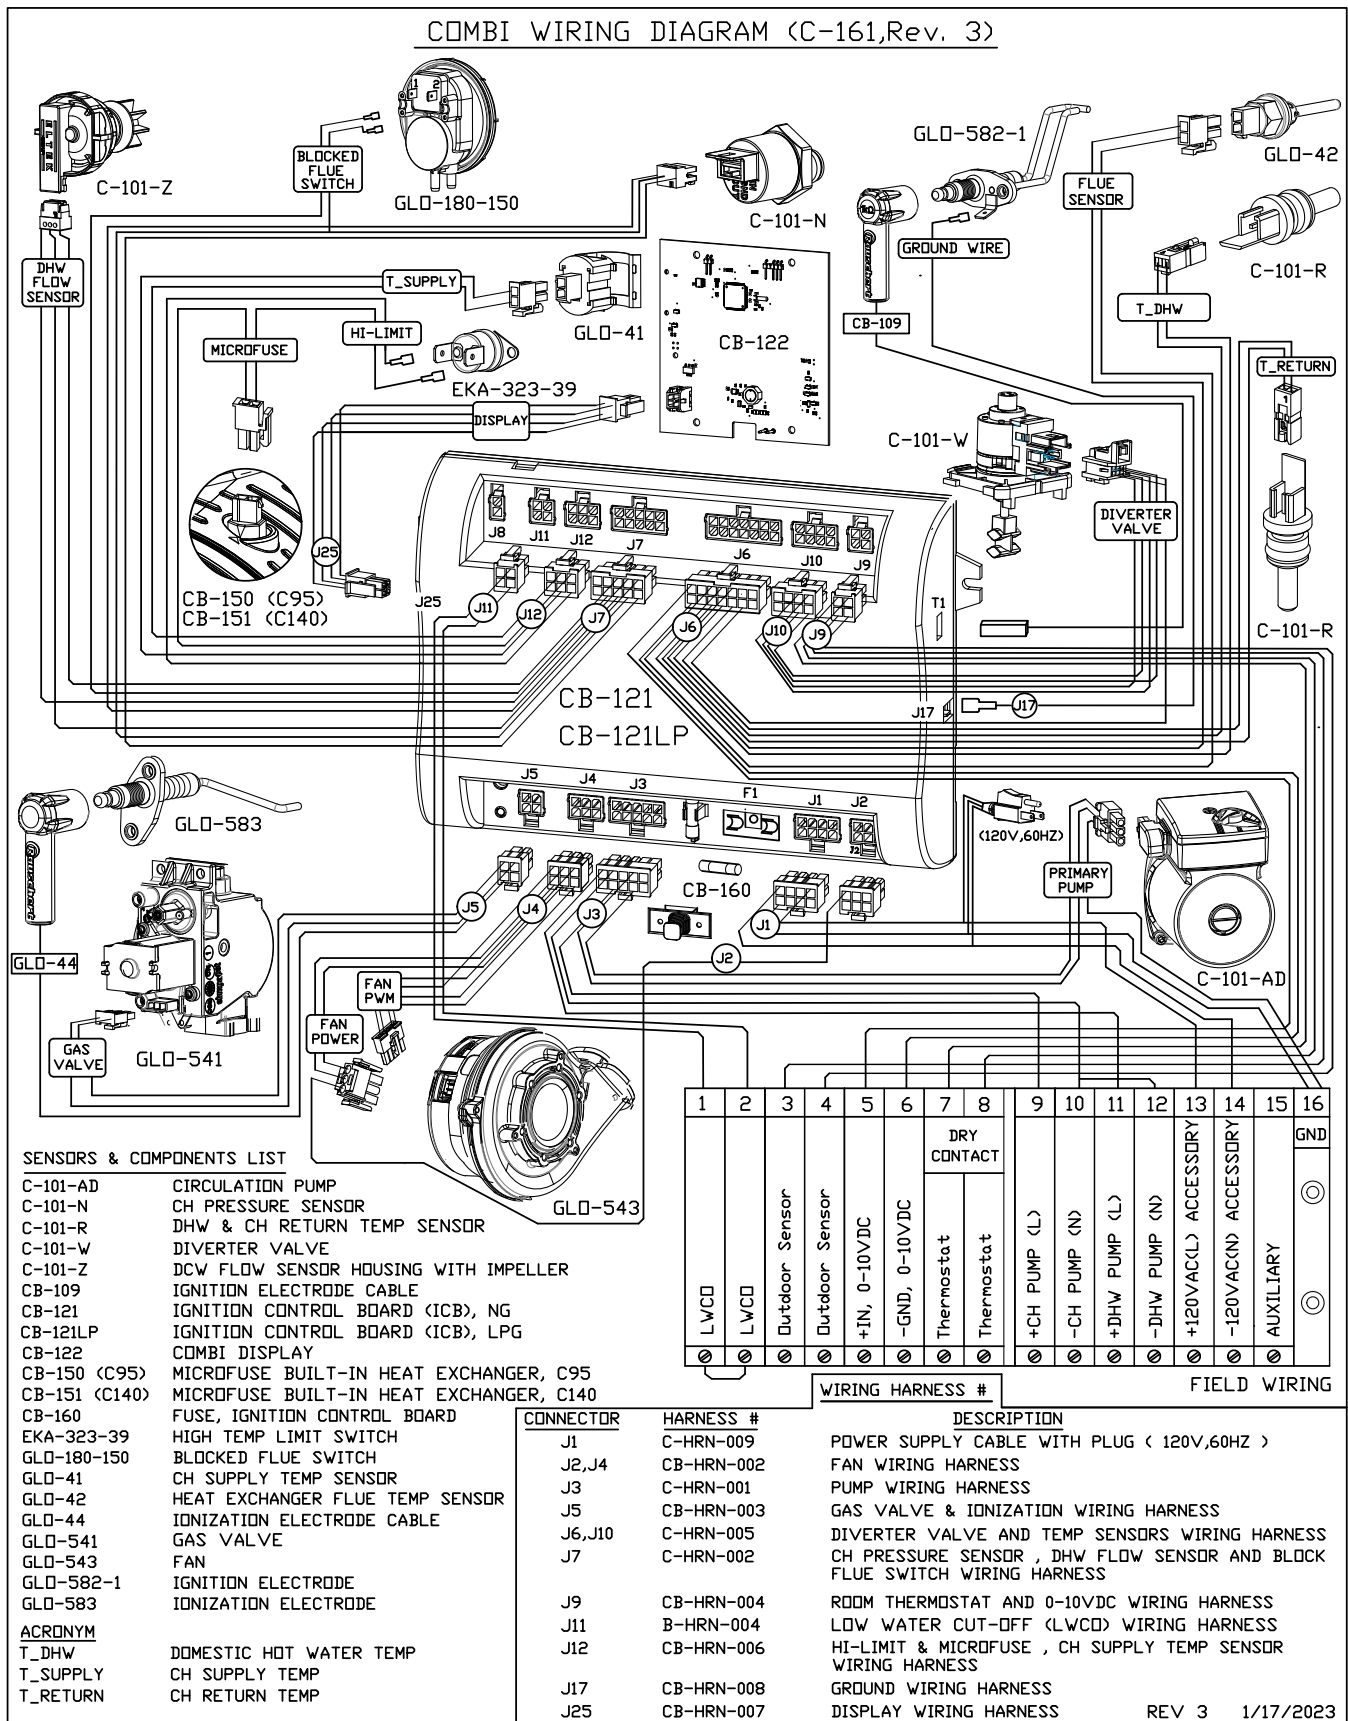 COMBI WIRING DIAGRAM (C-161,Rev. 3)
1 2
GLO-582-1
GLO-42
BLOCKED
FLUE
SWITCH
C-101-Z
GLO-180-150
C-101-N
FLUE
SENSOR
GROUND WIRE
C-101-R
DHW
FLOW
SENSOR
T_SUPPLY
GLO-41
CB-109
T_DHW
HI-LIMIT
MICROFUSE
CB-122
T_RETURN
1
EKA-323-39
DISPLAY
C-101-W
DIVERTER
VALVE
J8
J11
J12
J7
J6
J10
J9
J25
CB-150 (C95)
CB-151 (C140)
J25
J11
J12
J7
J6
J10
J9
T1
C-101-R
CB-121
CB-121LP
J17
J17
J5
J4
J3
F1
J1
J2
J2
GLO-583
(120V,60HZ)
PRIMARY
PUMP
CB-160
J5
J4
J3
J1
J2
GLO-44
C-101-AD
FAN
PWM
FAN
POWER
GAS
VALVE
GLO-541
GLO-543
1 2 3 4 5 6 7 8 9 10 11 12 13 14 15 16
DRY
CONTACT
GND
LWCO
LWCO
Outdoor Sensor
Outdoor Sensor
+IN, 0-10VDC
-GND, 0-10VDC
Thermostat
Thermostat
+CH PUMP (L)
-CH PUMP (N)
+DHW PUMP (L)
-DHW PUMP (N)
+120VAC(L) ACCESSORY
-120VAC(N) ACCESSORY
AUXILIARY
FIELD WIRING
SENSORS & COMPONENTS LIST
C-101-AD CIRCULATION PUMP
C-101-N CH PRESSURE SENSOR
C-101-R DHW & CH RETURN TEMP SENSOR
C-101-W DIVERTER VALVE
C-101-Z DCW FLOW SENSOR HOUSING WITH IMPELLER
CB-109 IGNITION ELECTRODE CABLE
CB-121 IGNITION CONTROL BOARD (ICB), NG
CB-121LP IGNITION CONTROL BOARD (ICB), LPG
CB-122 COMBI DISPLAY
CB-150 (C95) MICROFUSE BUILT-IN HEAT EXCHANGER, C95
CB-151 (C140) MICROFUSE BUILT-IN HEAT EXCHANGER, C140
CB-160 FUSE, IGNITION CONTROL BOARD
EKA-323-39 HIGH TEMP LIMIT SWITCH
GLO-180-150 BLOCKED FLUE SWITCH
GLO-41 CH SUPPLY TEMP SENSOR
GLO-42 HEAT EXCHANGER FLUE TEMP SENSOR
GLO-44 IONIZATION ELECTRODE CABLE
GLO-541 GAS VALVE
GLO-543 FAN
GLO-582-1 IGNITION ELECTRODE
GLO-583 IONIZATION ELECTRODE
ACRONYM
T_DHW DOMESTIC HOT WATER TEMP
T_SUPPLY CH SUPPLY TEMP
T_RETURN CH RETURN TEMP
WIRING HARNESS #
CONNECTOR HARNESS # DESCRIPTION
J1 C-HRN-009 POWER SUPPLY CABLE WITH PLUG ( 120V,60HZ )
J2,J4 CB-HRN-002 FAN WIRING HARNESS
J3 C-HRN-001 PUMP WIRING HARNESS
J5 CB-HRN-003 GAS VALVE & IONIZATION WIRING HARNESS
J6,J10 C-HRN-005 DIVERTER VALVE AND TEMP SENSORS WIRING HARNESS
J7 C-HRN-002 CH PRESSURE SENSOR , DHW FLOW SENSOR AND BLOCK
FLUE SWITCH WIRING HARNESS
J9 CB-HRN-004 ROOM THERMOSTAT AND 0-10VDC WIRING HARNESS
J11 B-HRN-004 LOW WATER CUT-OFF (LWCO) WIRING HARNESS
J12 CB-HRN-006 HI-LIMIT & MICROFUSE , CH SUPPLY TEMP SENSOR
WIRING HARNESS
J17 CB-HRN-008 GROUND WIRING HARNESS
J25 CB-HRN-007 DISPLAY WIRING HARNESS
REV 3 1/17/2023